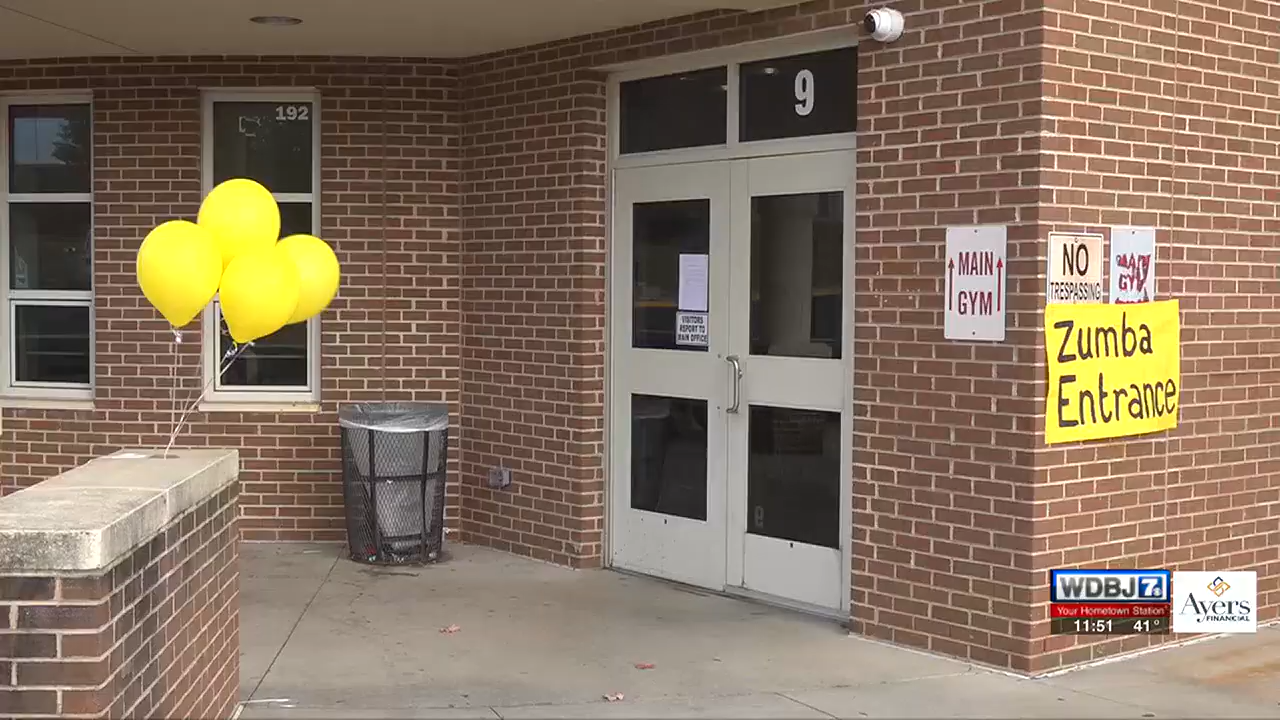 192
9
VISITORS
REPORT TO
MAIN OFFICE
MAIN
GYM
NO
TRESPASSING
GYM
Zumba
Entrance
WDBJ7
Your Hometown Station
11:51 41°
Ayers
FINANCIAL